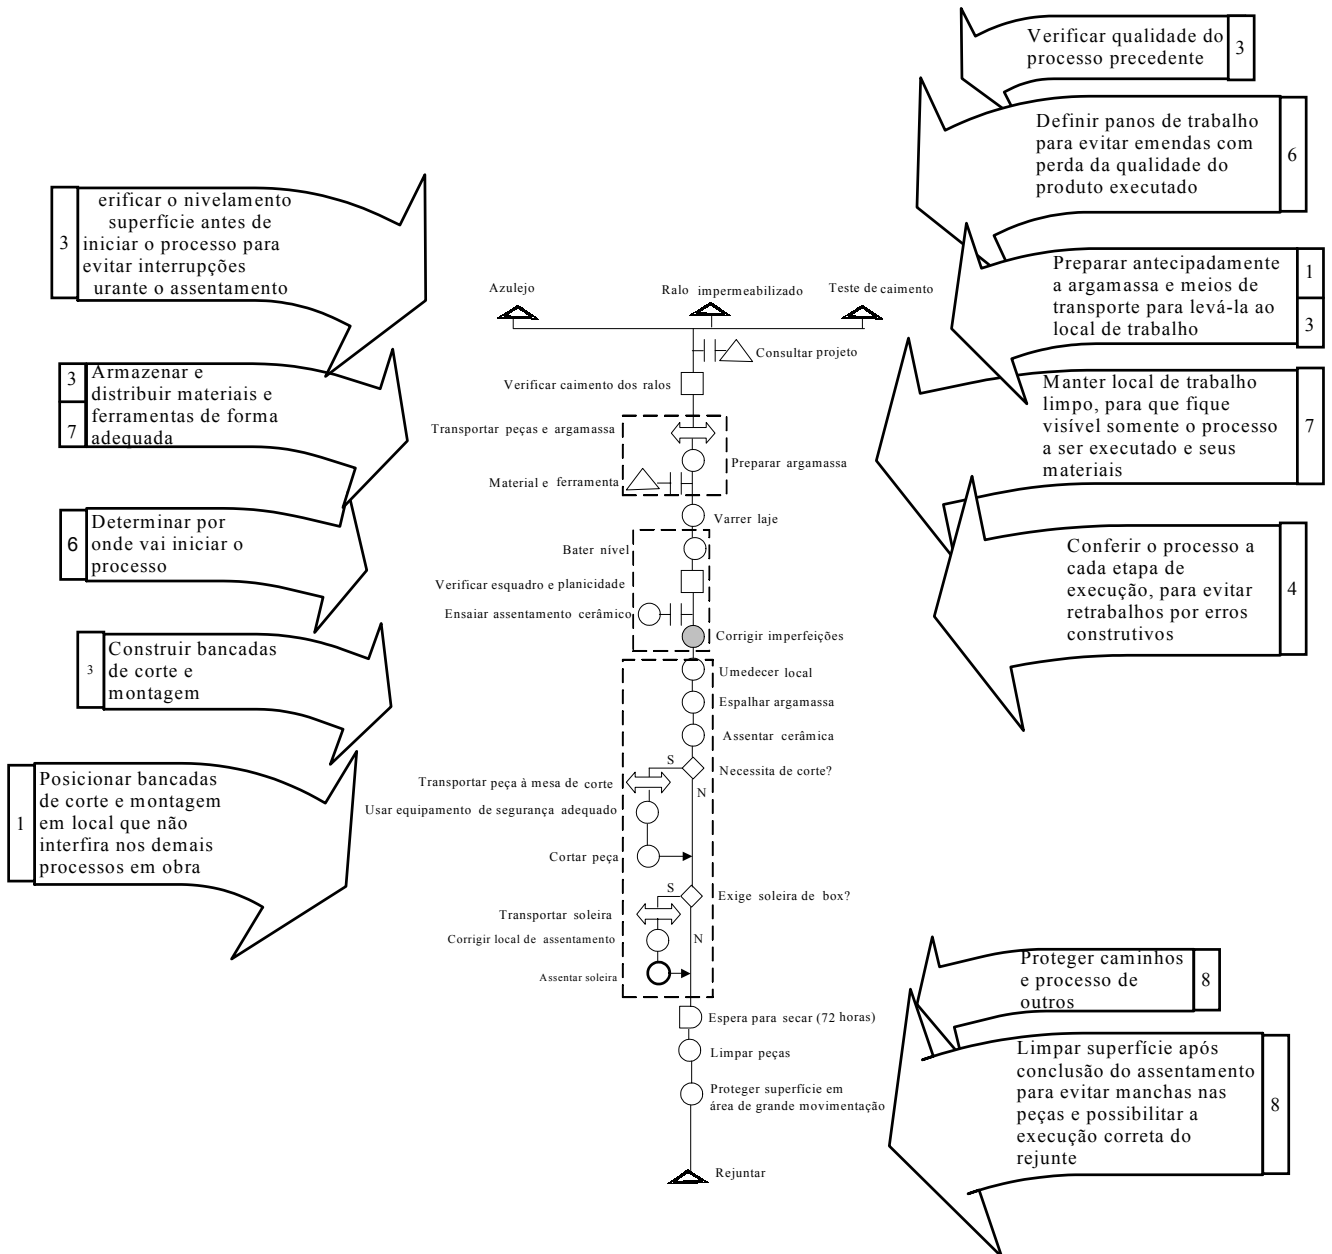 Verificar qualidade do
processo precedente
3
Definir panos de trabalho
para evitar emendas com
perda da qualidade do
produto executado
6
erificar o nivelamento
superfície antes de
iniciar o processo para
evitar interrupções
urante o assentamento
3
Preparar antecipadamente
a argamassa e meios de
transporte para levá-la ao
local de trabalho
1
3
Azulejo
Ralo impermeabilizado
Teste de caimento
Consultar projeto
Verificar caimento dos ralos
3
7
Armazenar e
distribuir materiais e
ferramentas de forma
adequada
Manter local de trabalho
limpo, para que fique
visível somente o processo
a ser executado e seus
materiais
7
Transportar peças e argamassa
Preparar argamassa
Material e ferramenta
Varrer laje
6
Determinar por
onde vai iniciar o
processo
Bater nível
Verificar esquadro e planicidade
Ensaiar assentamento cerâmico
Corrigir imperfeições
Conferir o processo a
cada etapa de
execução, para evitar
retrabalhos por erros
construtivos
4
3
Construir bancadas
de corte e
montagem
Umedecer local
Espalhar argamassa
Assentar cerâmica
S
Necessita de corte?
N
Transportar peça à mesa de corte
Usar equipamento de segurança adequado
Cortar peça
1
Posicionar bancadas
de corte e montagem
em local que não
interfira nos demais
processos em obra
S
Exige soleira de box?
Transportar soleira
Corrigir local de assentamento
N
Assentar soleira
Proteger caminhos
e processo de
outros
8
Espera para secar (72 horas)
Limpar peças
Proteger superfície em
área de grande movimentação
Limpar superfície após
conclusão do assentamento
para evitar manchas nas
peças e possibilitar a
execução correta do
rejunte
8
Rejuntar